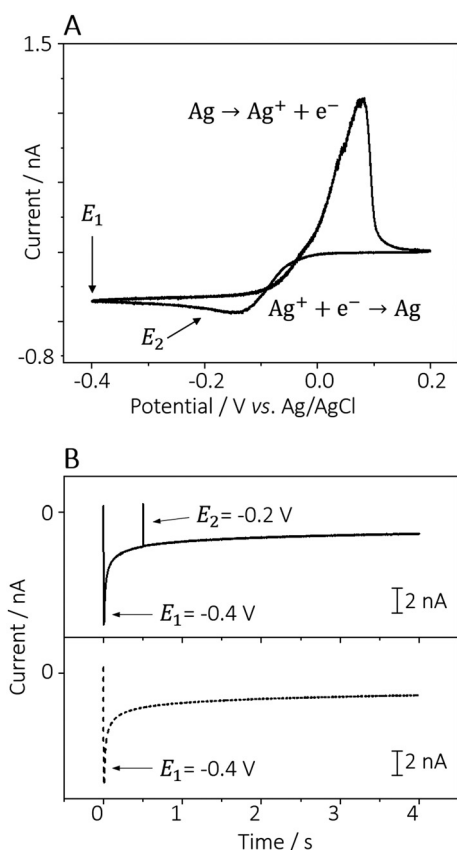 A
1.5
Ag → Ag⁺ + e⁻
E₁
Current / nA
Ag⁺ + e⁻ → Ag
E₂
-0.8
-0.4 -0.2 0.0 0.2
Potential / V vs. Ag/AgCl
B
0
E₂= -0.2 V
2 nA
E₁= -0.4 V
Current / nA
0
2 nA
E₁= -0.4 V
0 1 2 3 4
Time / s